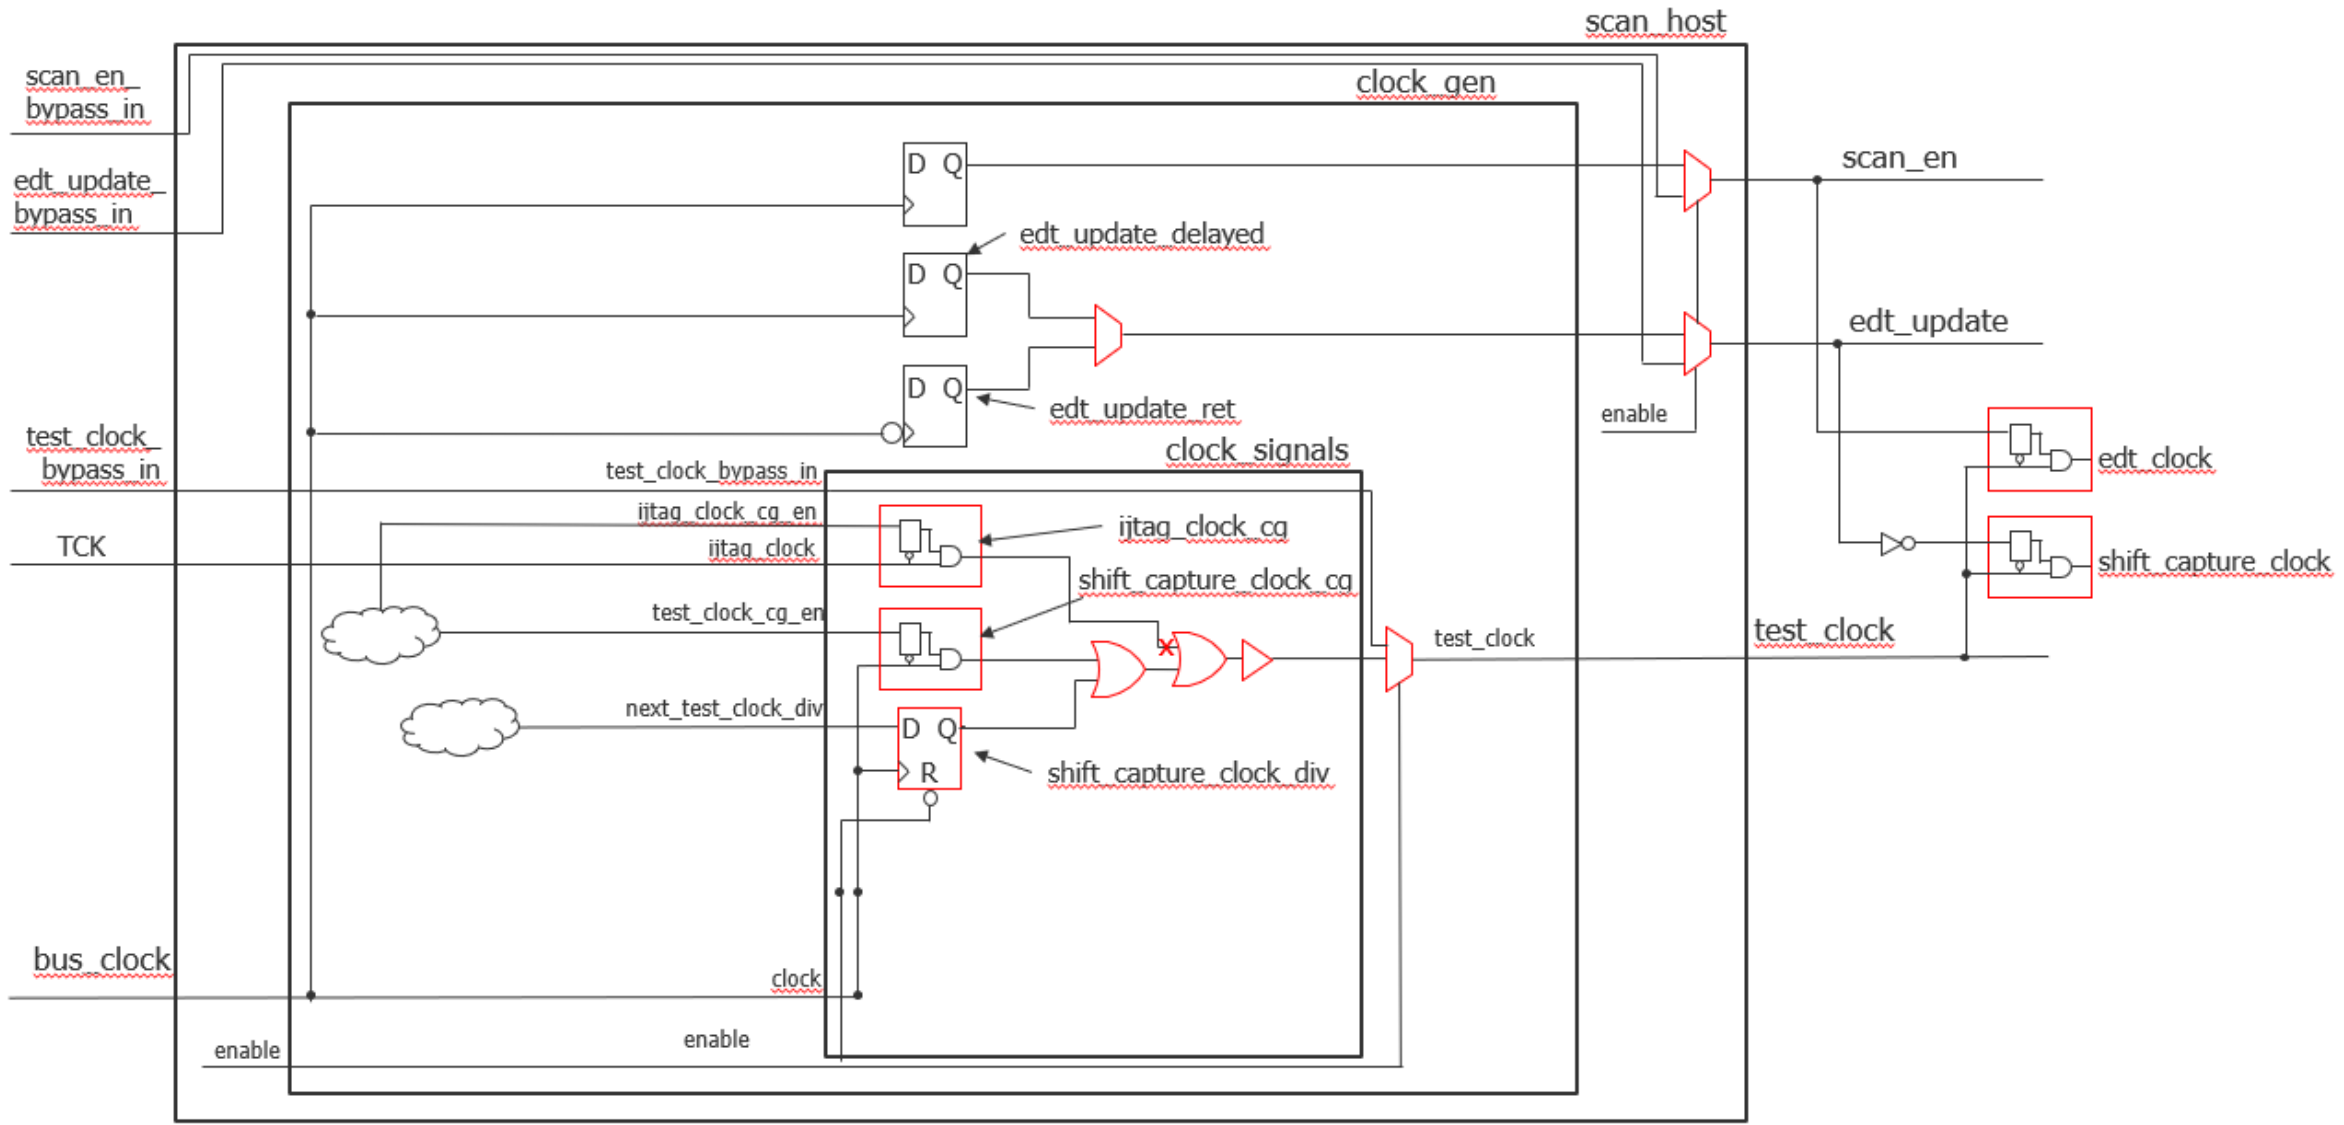 scan_host
scan_en_
bypass_in
clock_gen
edt_update_
bypass_in
D Q
scan_en
edt_update_delayed
D Q
edt_update
D Q
edt_update_ret
enable
test_clock_
bypass_in
clock_signals
test_clock_bypass_in
edt_clock
ijtag_clock_cg_en
ijtag_clock_cg
TCK
ijtag_clock
shift_capture_clock_cg
shift_capture_clock
test_clock_cg_en
test_clock
test_clock
next_test_clock_div
D Q
R
shift_capture_clock_div
bus_clock
clock
enable
enable